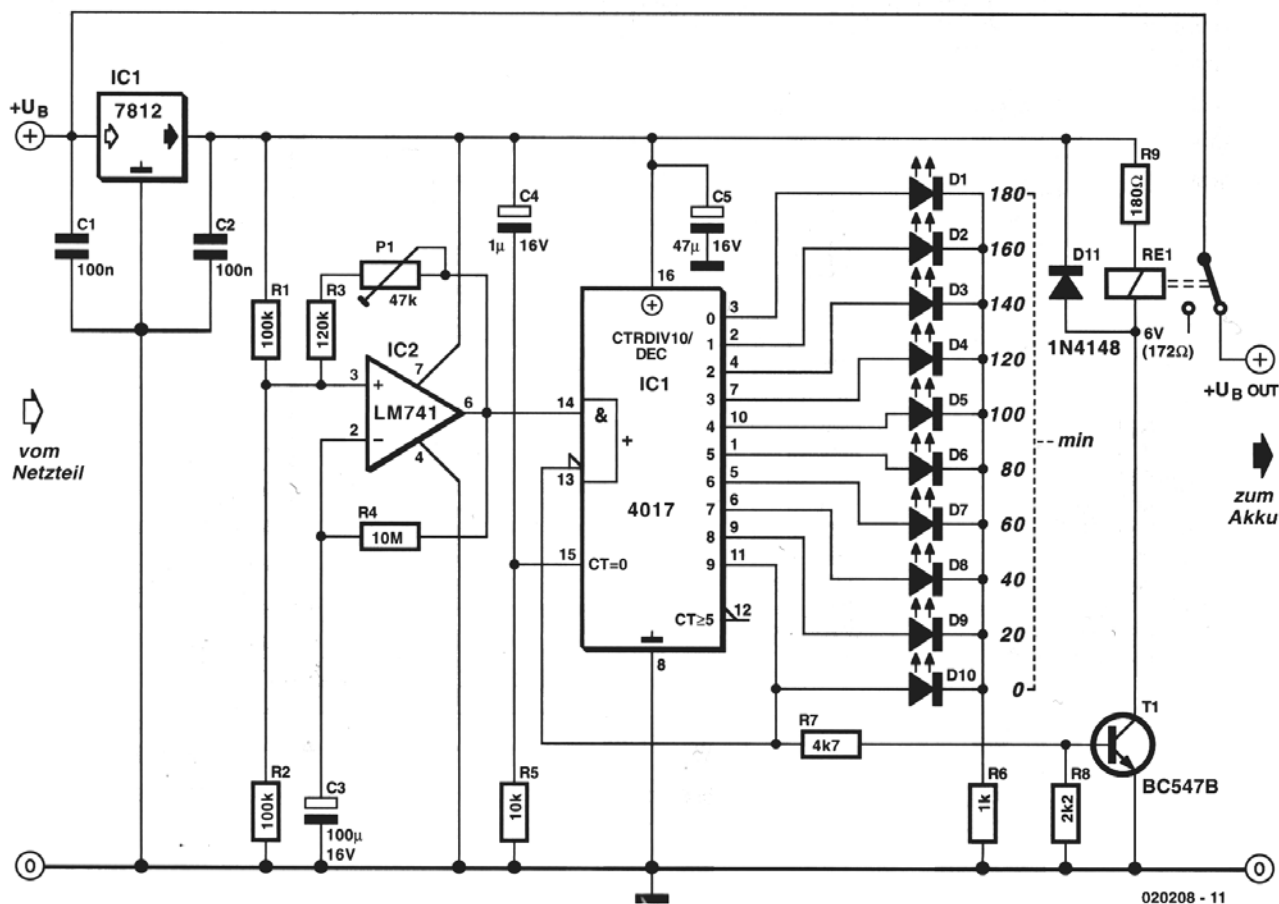 +UB
IC1
7812
C1
100n
C2
100n
R1
100k
R3
120k
P1
47k
C4
1µ
16V
C5
47µ
16V
IC2
LM741
3
+
2
−
7
6
4
R4
10M
R2
100k
C3
100µ
16V
R5
10k
vom
Netzteil
16
+
CTRDIV10/
DEC
IC1
4017
14
&
+
13
15
CT=0
CT≥5
12
8
0
3
1
2
2
4
3
7
4
10
5
1
6
5
7
6
8
9
9
11
D1
180
D2
160
D3
140
D4
120
D5
100
D6
80
D7
60
D8
40
D9
20
D10
0
min
R7
4k7
R6
1k
R8
2k2
T1
BC547B
D11
1N4148
R9
180Ω
RE1
6V
(172Ω)
+
+UB OUT
zum
Akku
0
0
020208 - 11